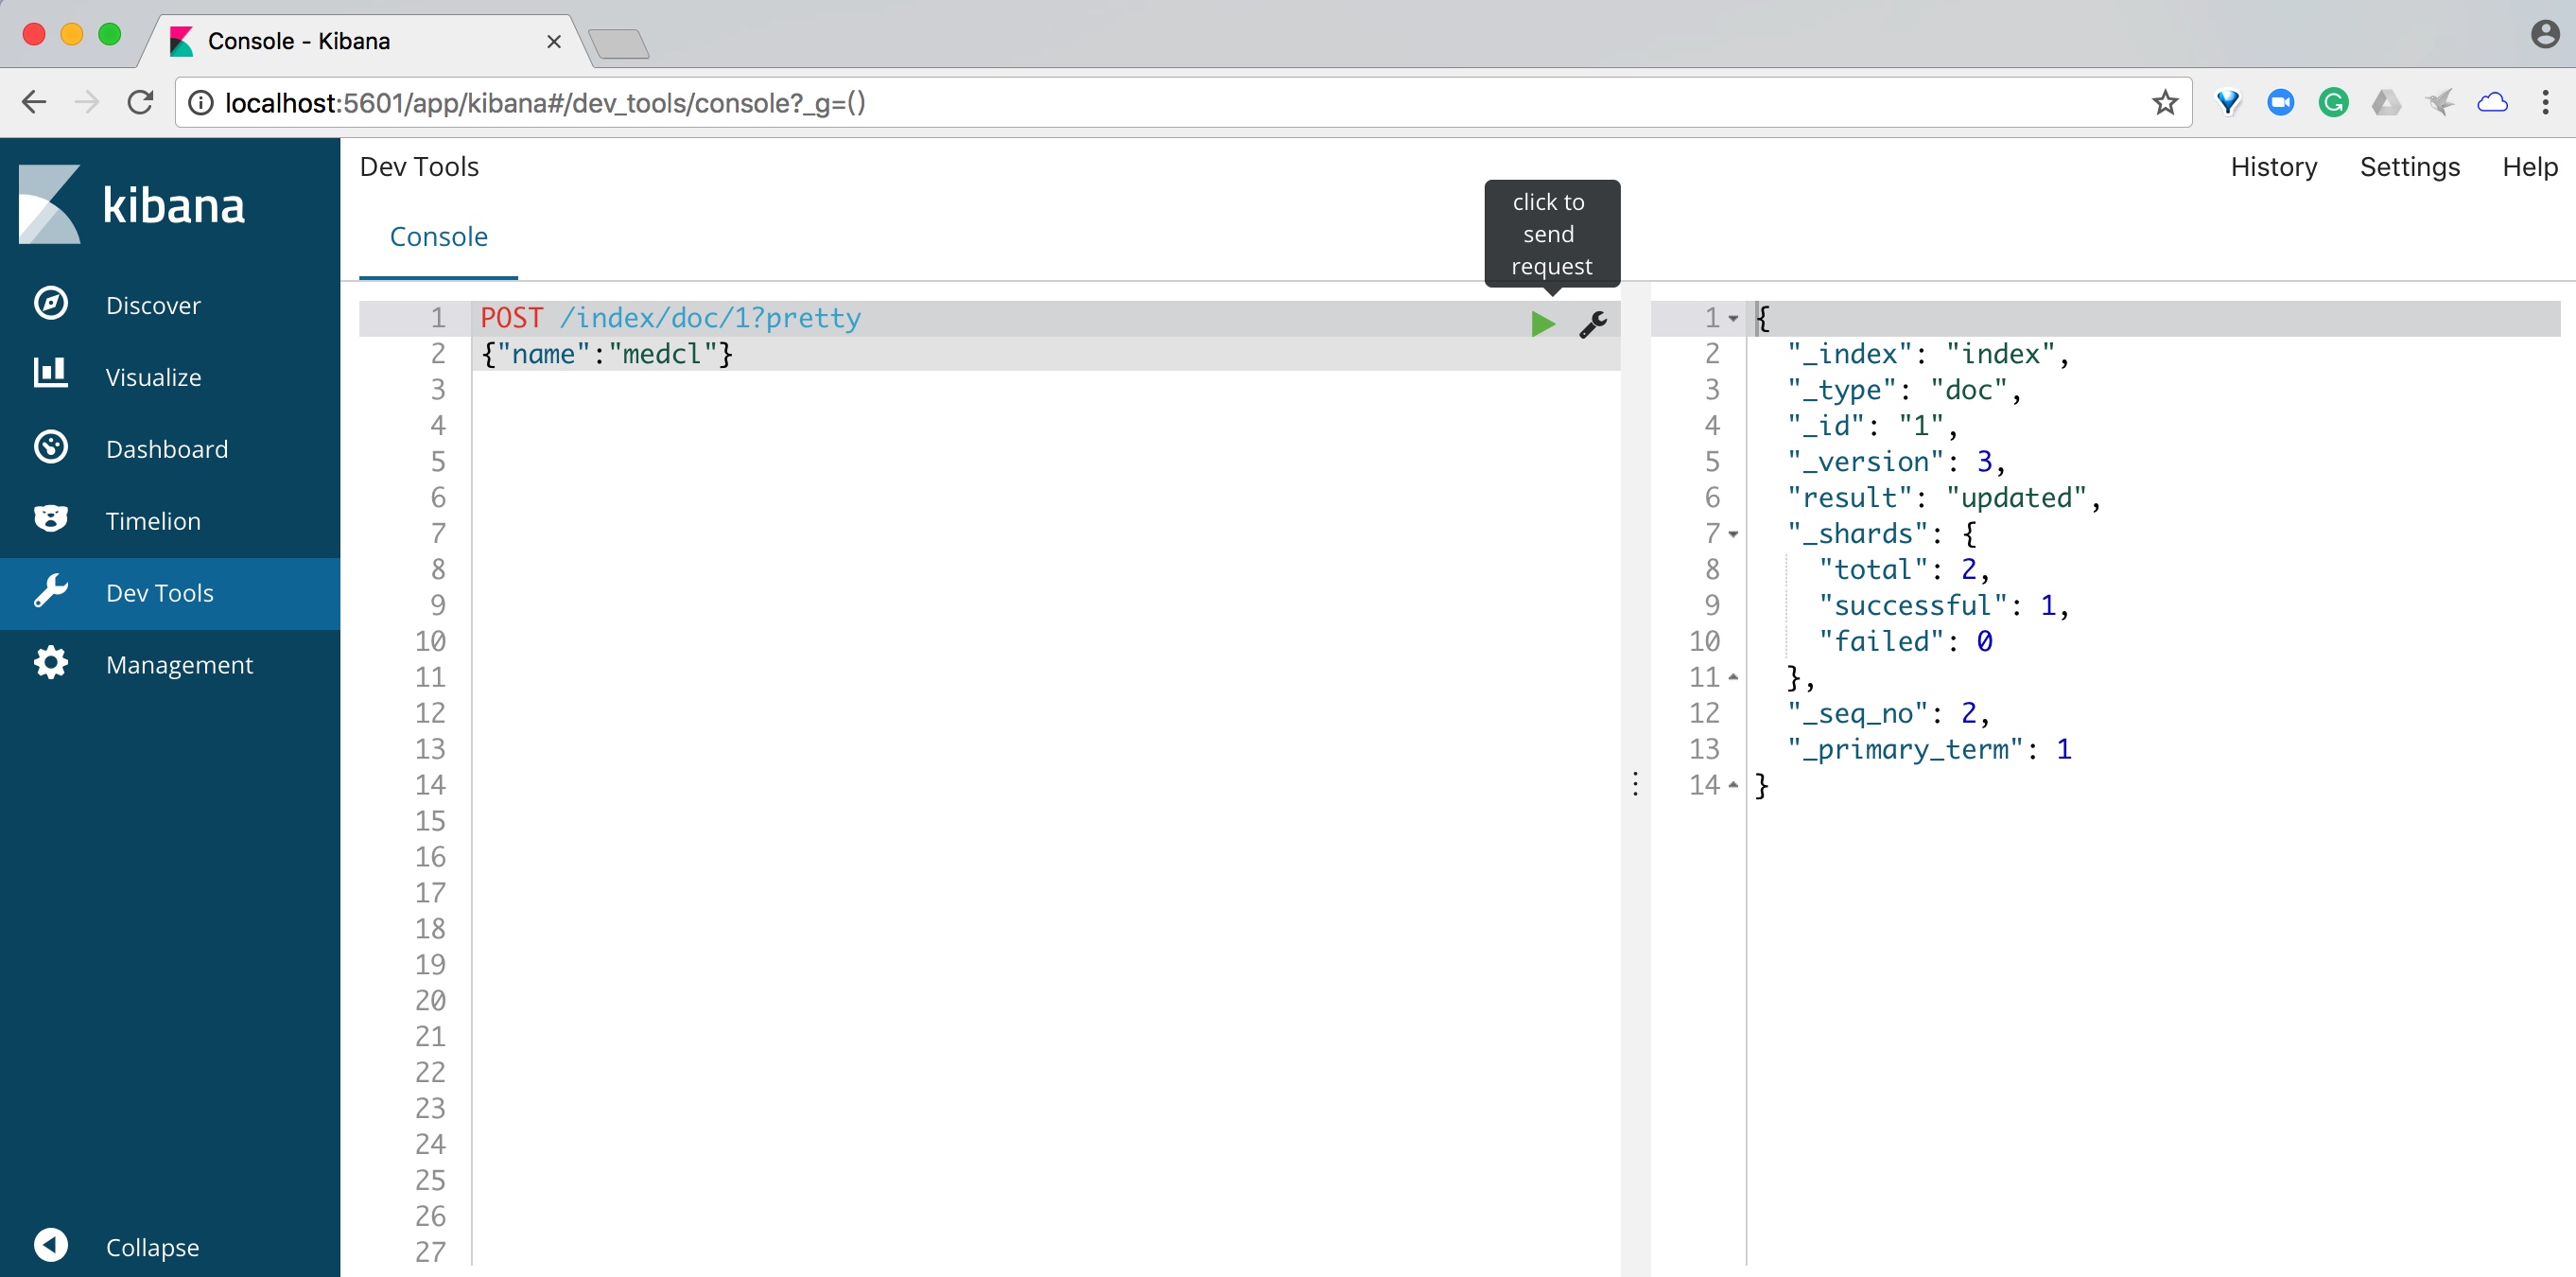 Console - Kibana
localhost:5601/app/kibana#/dev_tools/console?_g=()
kibana
Discover
Visualize
Dashboard
Timelion
Dev Tools
Management
Collapse
Dev Tools
History Settings Help
Console
click to
send
request
1 POST /index/doc/1?pretty
2 {"name":"medcl"}
3
4
5
6
7
8
9
10
11
12
13
14
15
16
17
18
19
20
21
22
23
24
25
26
27
1 {
2 "_index": "index",
3 "_type": "doc",
4 "_id": "1",
5 "_version": 3,
6 "result": "updated",
7 "_shards": {
8 "total": 2,
9 "successful": 1,
10 "failed": 0
11 },
12 "_seq_no": 2,
13 "_primary_term": 1
14 }